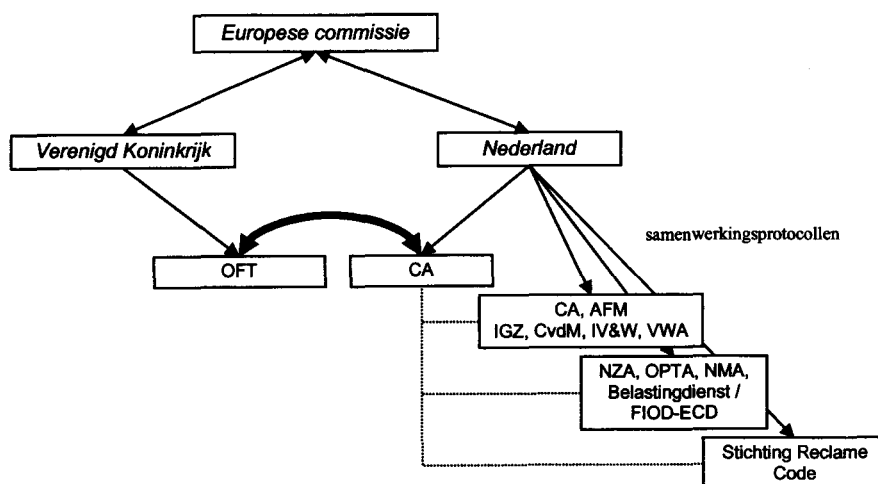 Europese commissie
Verenigd Koninkrijk
Nederland
samenwerkingsprotocollen
OFT
CA
CA, AFM
IGZ, CvdM, IV&W, VWA
NZA, OPTA, NMA,
Belastingdienst /
FIOD-ECD
Stichting Reclame
Code